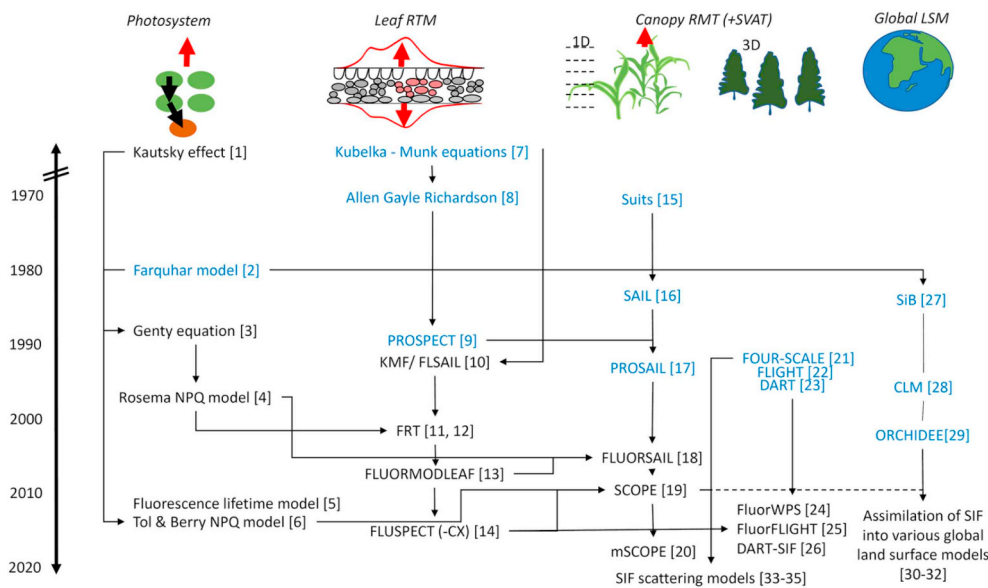 Photosystem
Leaf RTM
Canopy RMT (+SVAT)
Global LSM
1D
3D
Kautsky effect [1]
Kubelka - Munk equations [7]
1970
Allen Gayle Richardson [8]
Suits [15]
1980
Farquhar model [2]
SAIL [16]
SiB [27]
Genty equation [3]
1990
PROSPECT [9]
KMF/ FLSAIL [10]
PROSAIL [17]
FOUR-SCALE [21]
FLIGHT [22]
DART [23]
CLM [28]
Rosema NPQ model [4]
2000
FRT [11, 12]
ORCHIDEE[29]
FLUORSAIL [18]
FLUORMODLEAF [13]
2010
SCOPE [19]
Fluorescence lifetime model [5]
Tol & Berry NPQ model [6]
FLUSPECT (-CX) [14]
FluorWPS [24]
FluorFLIGHT [25]
DART-SIF [26]
Assimilation of SIF
into various global
land surface models
[30-32]
mSCOPE [20]
2020
SIF scattering models [33-35]